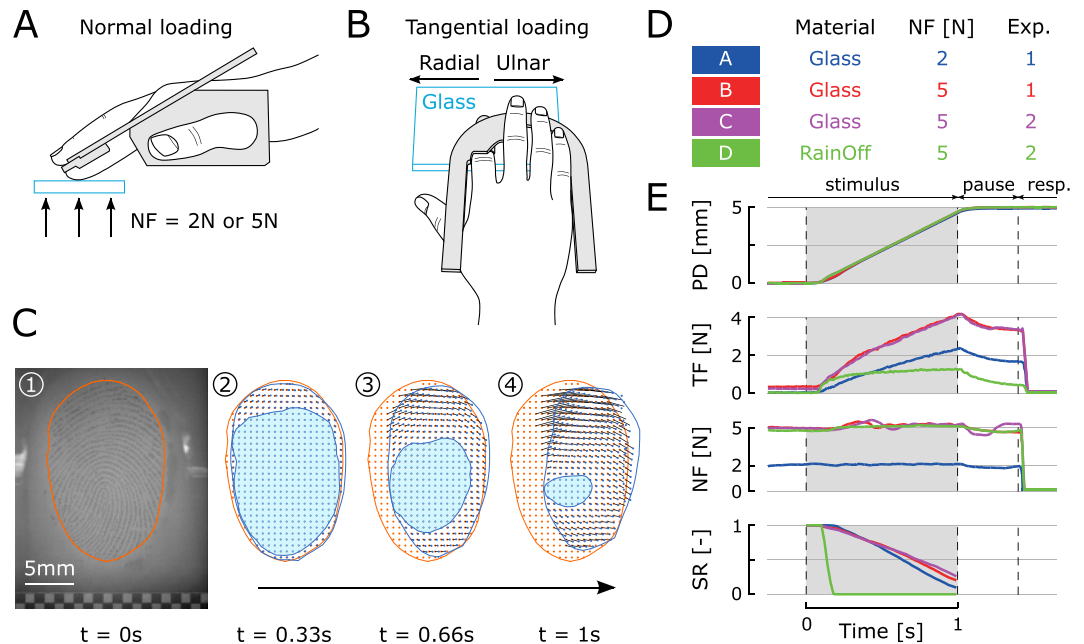 A
Normal loading
NF = 2N or 5N
B
Tangential loading
Radial
Ulnar
Glass
C
1
2
3
4
5mm
t = 0s
t = 0.33s
t = 0.66s
t = 1s
D
Material NF [N] Exp.
A Glass 2 1
B Glass 5 1
C Glass 5 2
D RainOff 5 2
E
stimulus pause resp.
PD [mm]
5
0
TF [N]
4
2
0
NF [N]
5
2
0
SR [-]
1
0
0 1
Time [s]